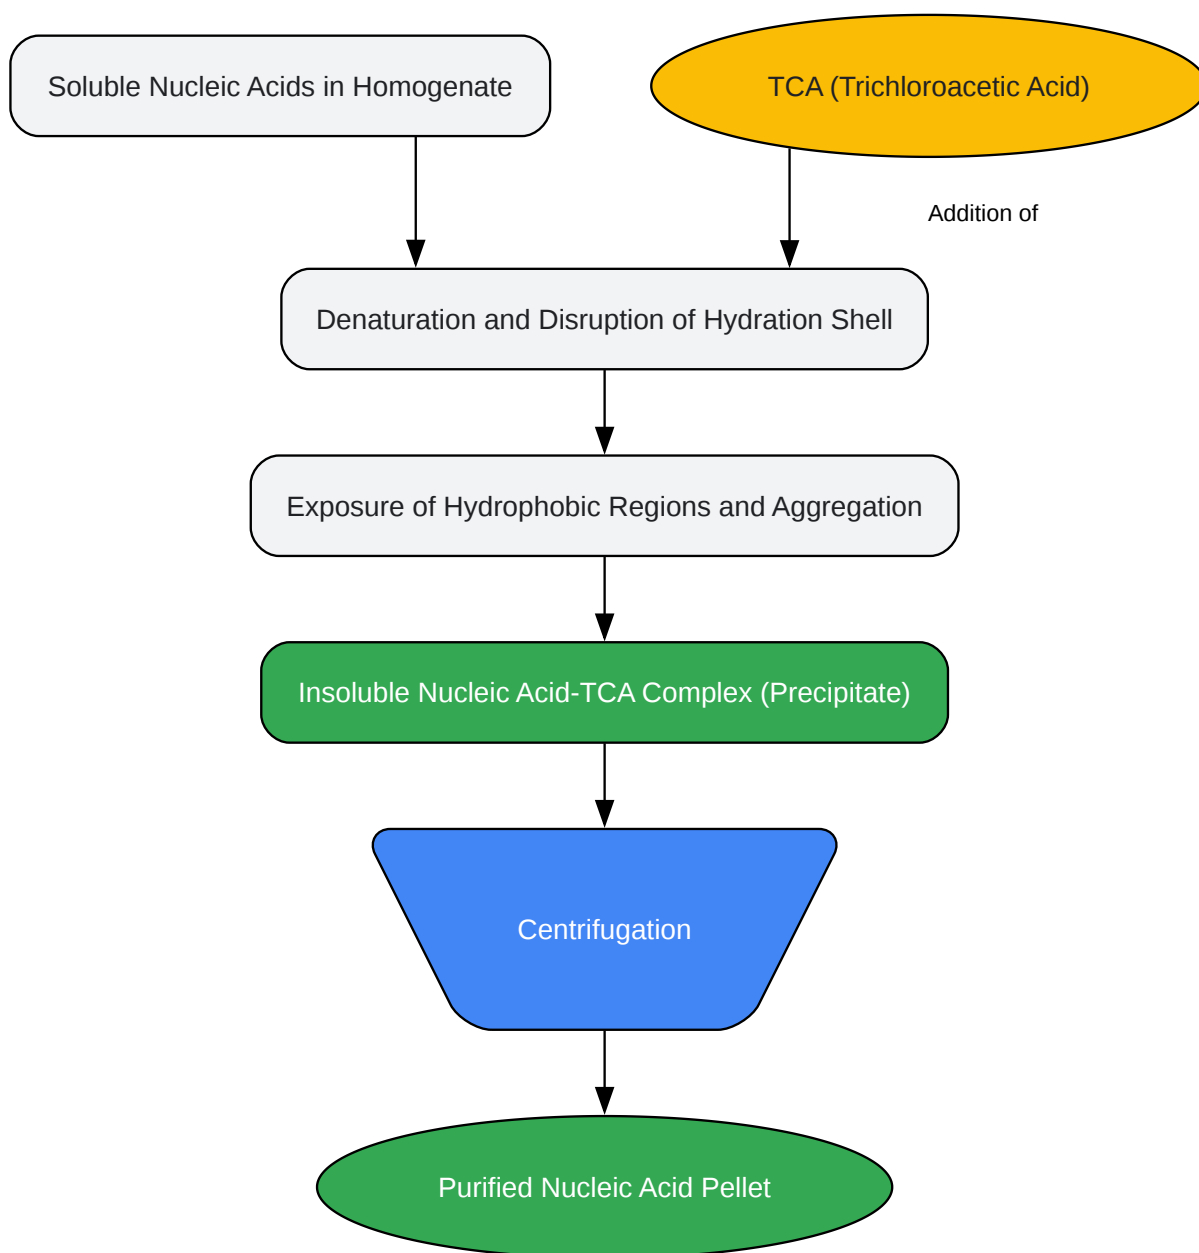 Soluble Nucleic Acids in Homogenate
TCA (Trichloroacetic Acid)
Addition of
Denaturation and Disruption of Hydration Shell
Exposure of Hydrophobic Regions and Aggregation
Insoluble Nucleic Acid-TCA Complex (Precipitate)
Centrifugation
Purified Nucleic Acid Pellet